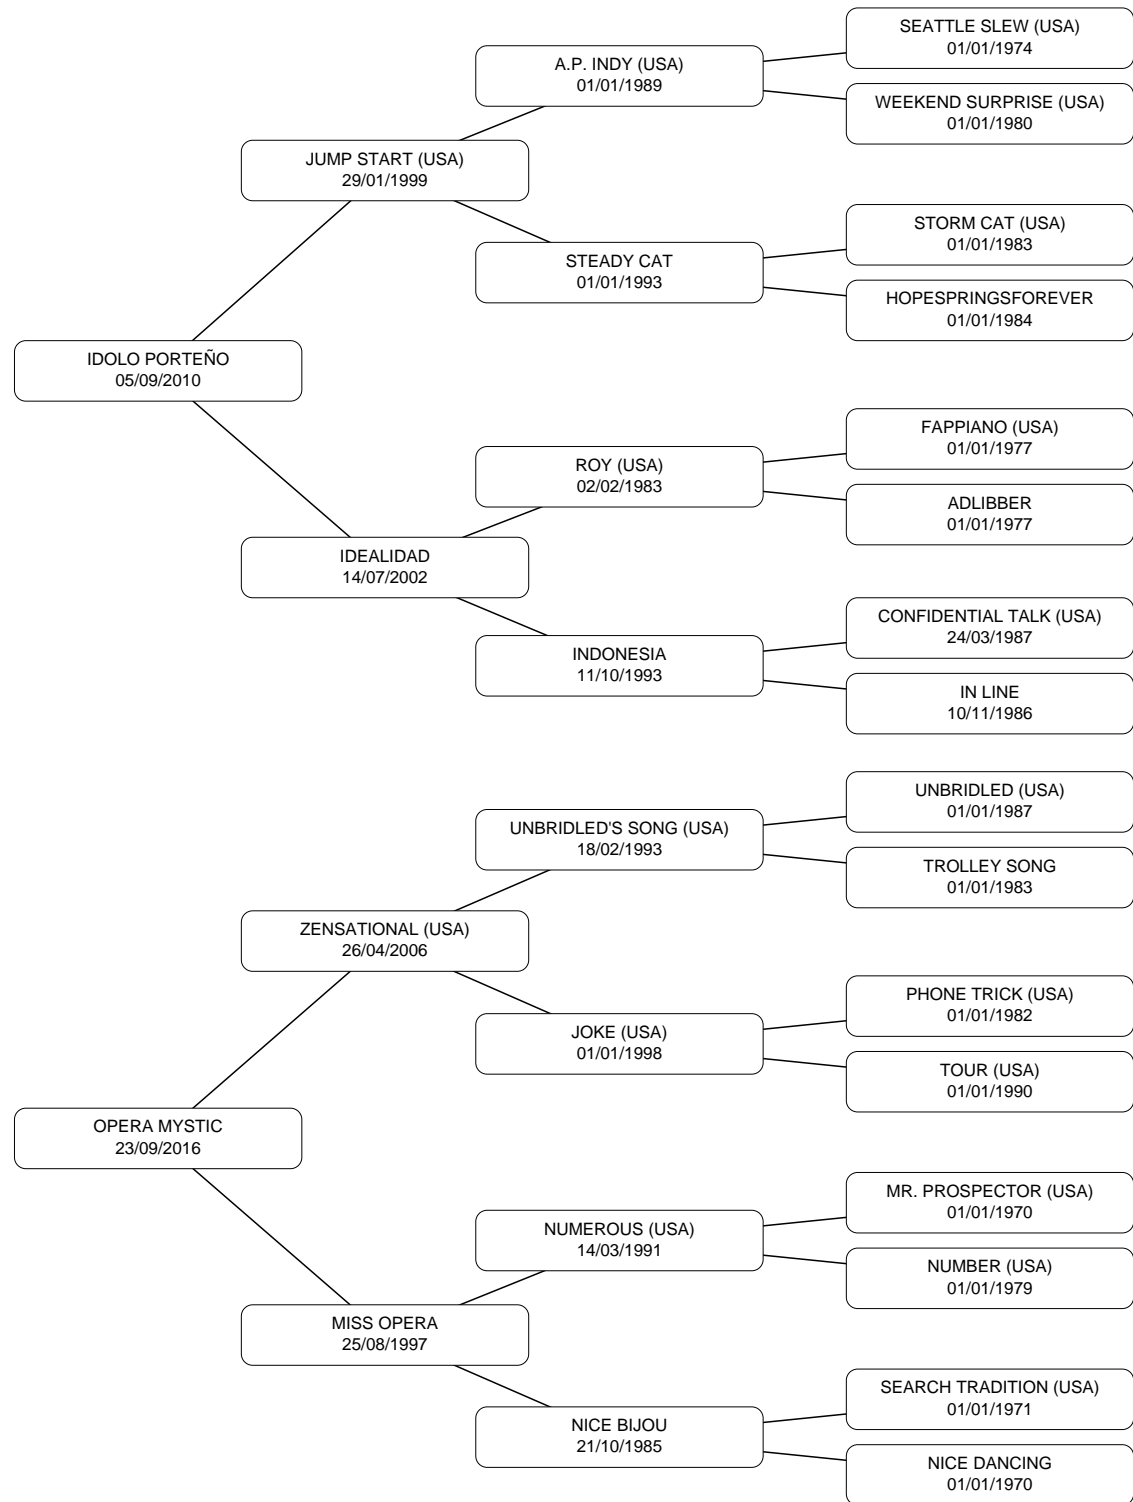 SEATTLE SLEW (USA)
01/01/1974
A.P. INDY (USA)
01/01/1989
WEEKEND SURPRISE (USA)
01/01/1980
JUMP START (USA)
29/01/1999
STORM CAT (USA)
01/01/1983
STEADY CAT
01/01/1993
HOPESPRINGSFOREVER
01/01/1984
IDOLO PORTEÑO
05/09/2010
FAPPIANO (USA)
01/01/1977
ROY (USA)
02/02/1983
ADLIBBER
01/01/1977
IDEALIDAD
14/07/2002
CONFIDENTIAL TALK (USA)
24/03/1987
INDONESIA
11/10/1993
IN LINE
10/11/1986
UNBRIDLED (USA)
01/01/1987
UNBRIDLED'S SONG (USA)
18/02/1993
TROLLEY SONG
01/01/1983
ZENSATIONAL (USA)
26/04/2006
PHONE TRICK (USA)
01/01/1982
JOKE (USA)
01/01/1998
TOUR (USA)
01/01/1990
OPERA MYSTIC
23/09/2016
MR. PROSPECTOR (USA)
01/01/1970
NUMEROUS (USA)
14/03/1991
NUMBER (USA)
01/01/1979
MISS OPERA
25/08/1997
SEARCH TRADITION (USA)
01/01/1971
NICE BIJOU
21/10/1985
NICE DANCING
01/01/1970